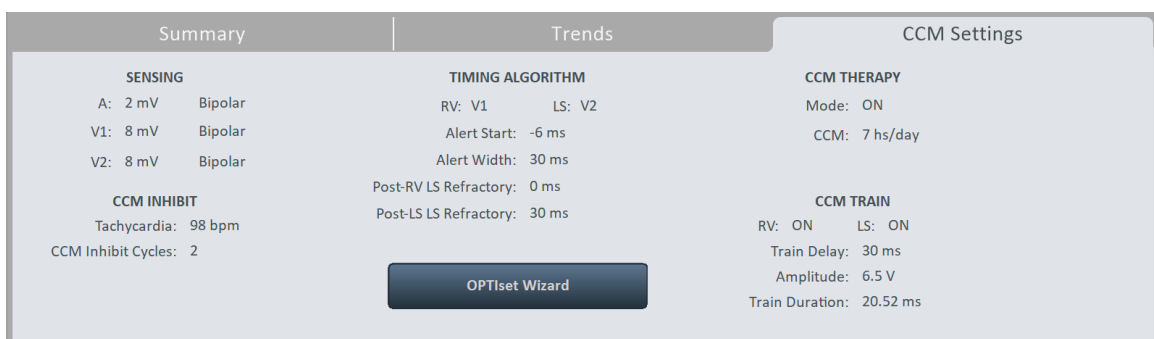 Summary
Trends
CCM Settings
SENSING
A: 2 mV Bipolar
V1: 8 mV Bipolar
V2: 8 mV Bipolar
CCM INHIBIT
Tachycardia: 98 bpm
CCM Inhibit Cycles: 2
TIMING ALGORITHM
RV: V1 LS: V2
Alert Start: -6 ms
Alert Width: 30 ms
Post-RV LS Refractory: 0 ms
Post-LS LS Refractory: 30 ms
OPTIset Wizard
CCM THERAPY
Mode: ON
CCM: 7 hs/day
CCM TRAIN
RV: ON LS: ON
Train Delay: 30 ms
Amplitude: 6.5 V
Train Duration: 20.52 ms